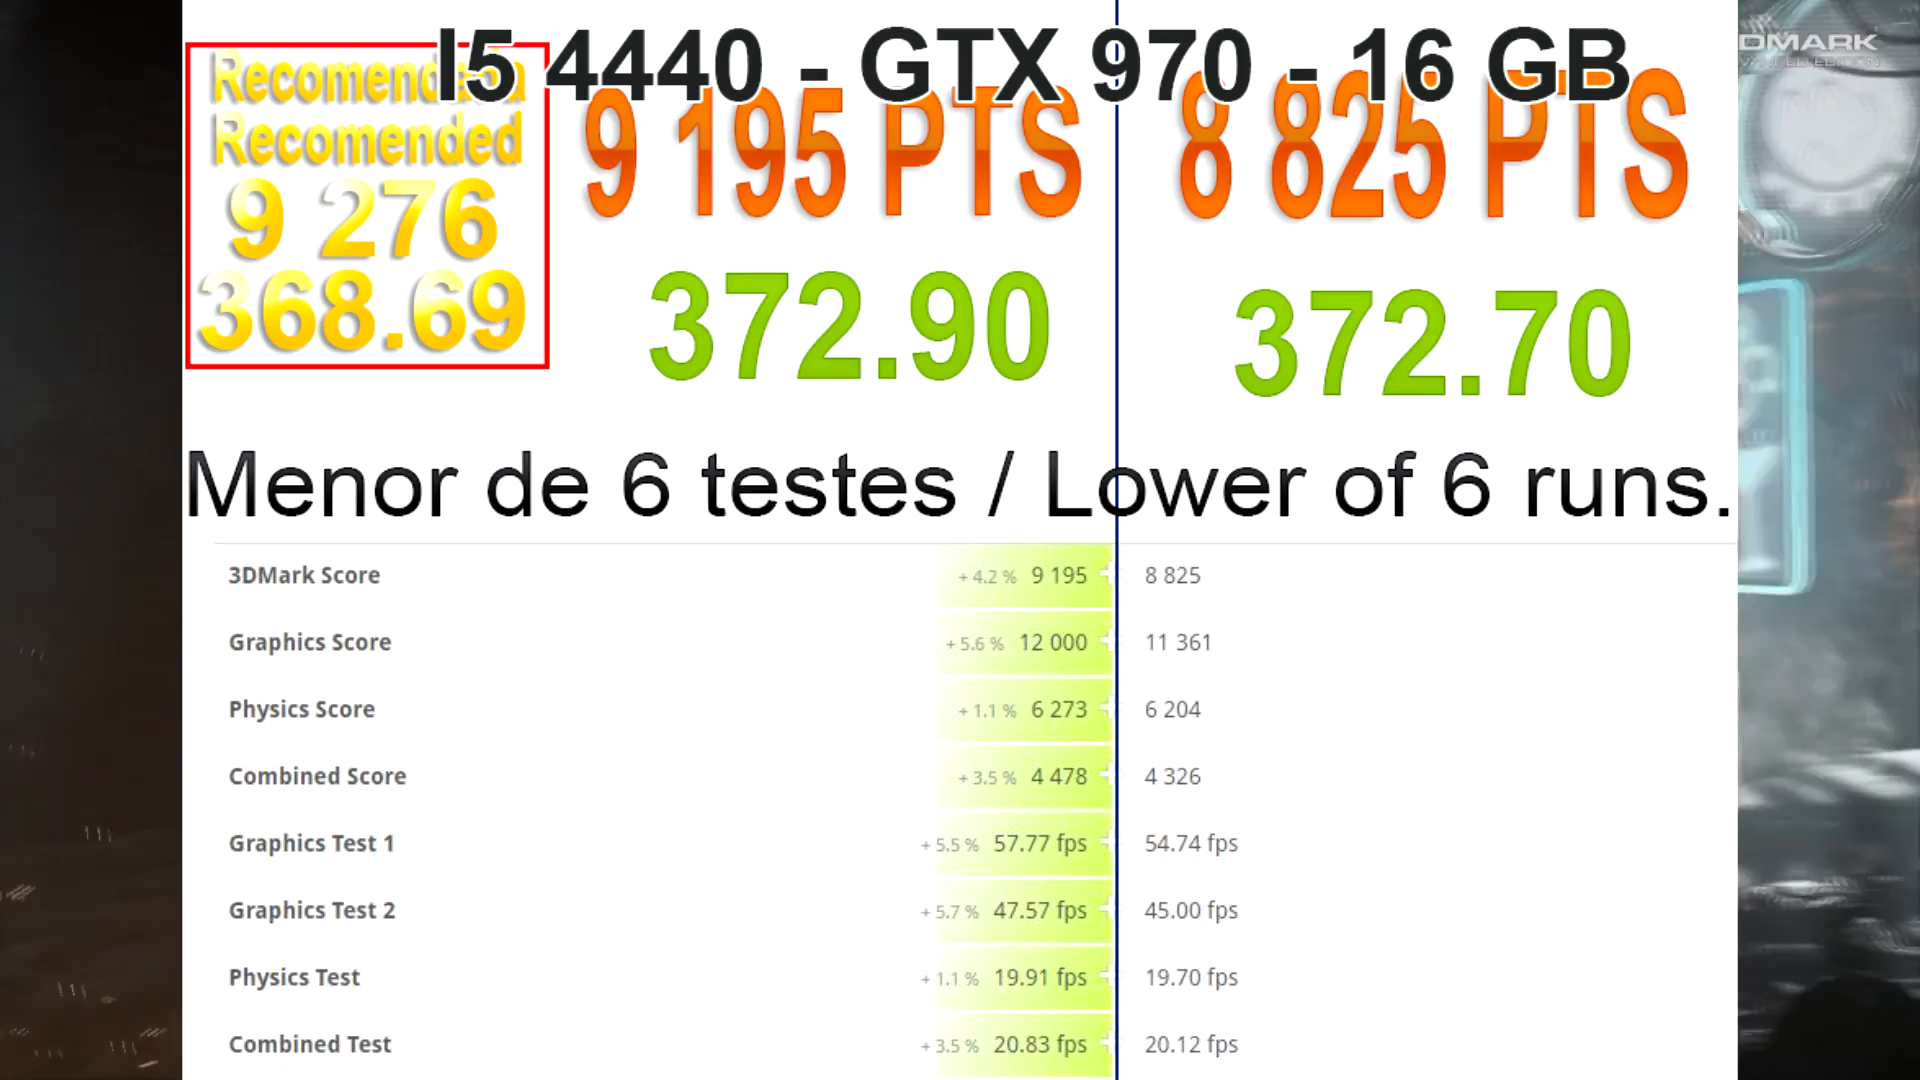 I5 4440 - GTX 970 - 16 GB
Recomended
9 276
368.69
9 195 PTS
372.90
8 825 PTS
372.70
DMARK
Menor de 6 testes / Lower of 6 runs.
3DMark Score + 4.2 % 9 195 8 825
Graphics Score + 5.6 % 12 000 11 361
Physics Score + 1.1 % 6 273 6 204
Combined Score + 3.5 % 4 478 4 326
Graphics Test 1 + 5.5 % 57.77 fps 54.74 fps
Graphics Test 2 + 5.7 % 47.57 fps 45.00 fps
Physics Test + 1.1 % 19.91 fps 19.70 fps
Combined Test + 3.5 % 20.83 fps 20.12 fps